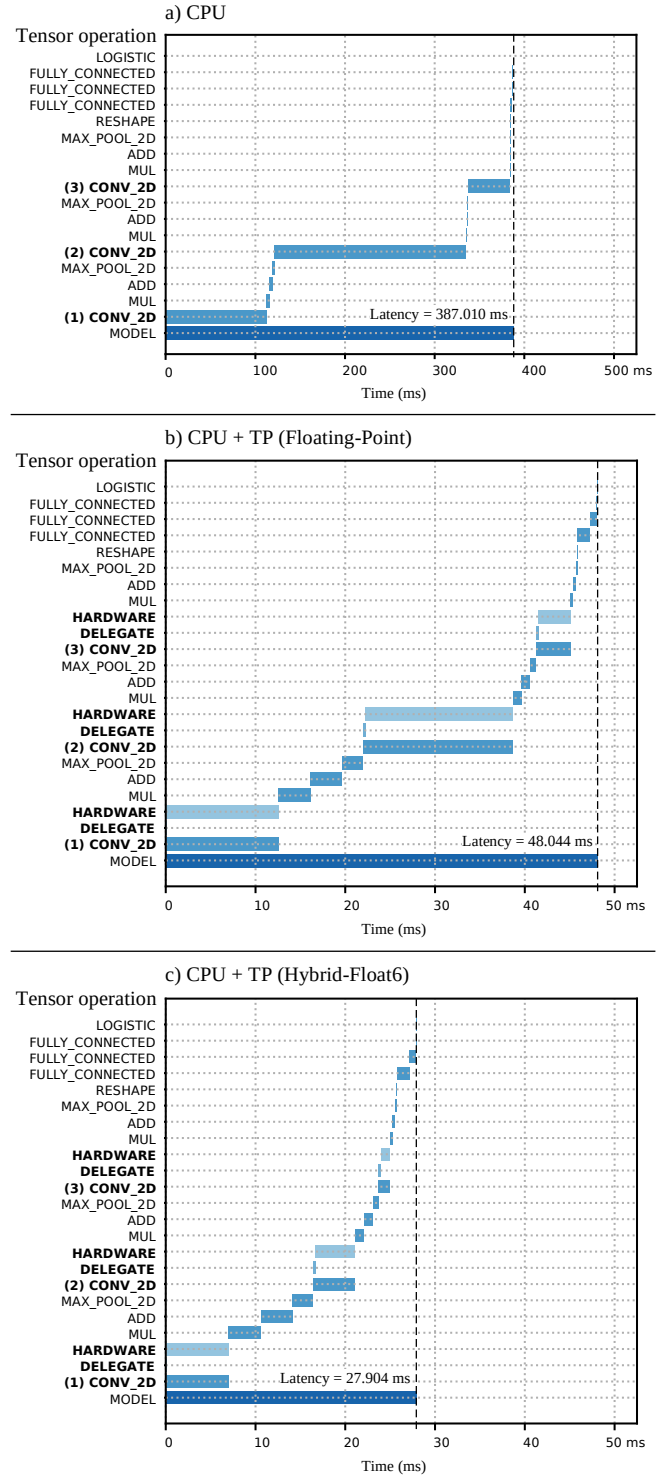 a) CPU
Tensor operation
LOGISTIC
FULLY_CONNECTED
FULLY_CONNECTED
FULLY_CONNECTED
RESHAPE
MAX_POOL_2D
ADD
MUL
(3) CONV_2D
MAX_POOL_2D
ADD
MUL
(2) CONV_2D
MAX_POOL_2D
ADD
MUL
(1) CONV_2D
Latency = 387.010 ms
MODEL
0 100 200 300 400 500 ms
Time (ms)
b) CPU + TP (Floating-Point)
Tensor operation
LOGISTIC
FULLY_CONNECTED
FULLY_CONNECTED
FULLY_CONNECTED
RESHAPE
MAX_POOL_2D
ADD
MUL
HARDWARE
DELEGATE
(3) CONV_2D
MAX_POOL_2D
ADD
MUL
HARDWARE
DELEGATE
(2) CONV_2D
MAX_POOL_2D
ADD
MUL
HARDWARE
DELEGATE
(1) CONV_2D
Latency = 48.044 ms
MODEL
0 10 20 30 40 50 ms
Time (ms)
c) CPU + TP (Hybrid-Float6)
Tensor operation
LOGISTIC
FULLY_CONNECTED
FULLY_CONNECTED
FULLY_CONNECTED
RESHAPE
MAX_POOL_2D
ADD
MUL
HARDWARE
DELEGATE
(3) CONV_2D
MAX_POOL_2D
ADD
MUL
HARDWARE
DELEGATE
(2) CONV_2D
MAX_POOL_2D
ADD
MUL
HARDWARE
DELEGATE
(1) CONV_2D
Latency = 27.904 ms
MODEL
0 10 20 30 40 50 ms
Time (ms)